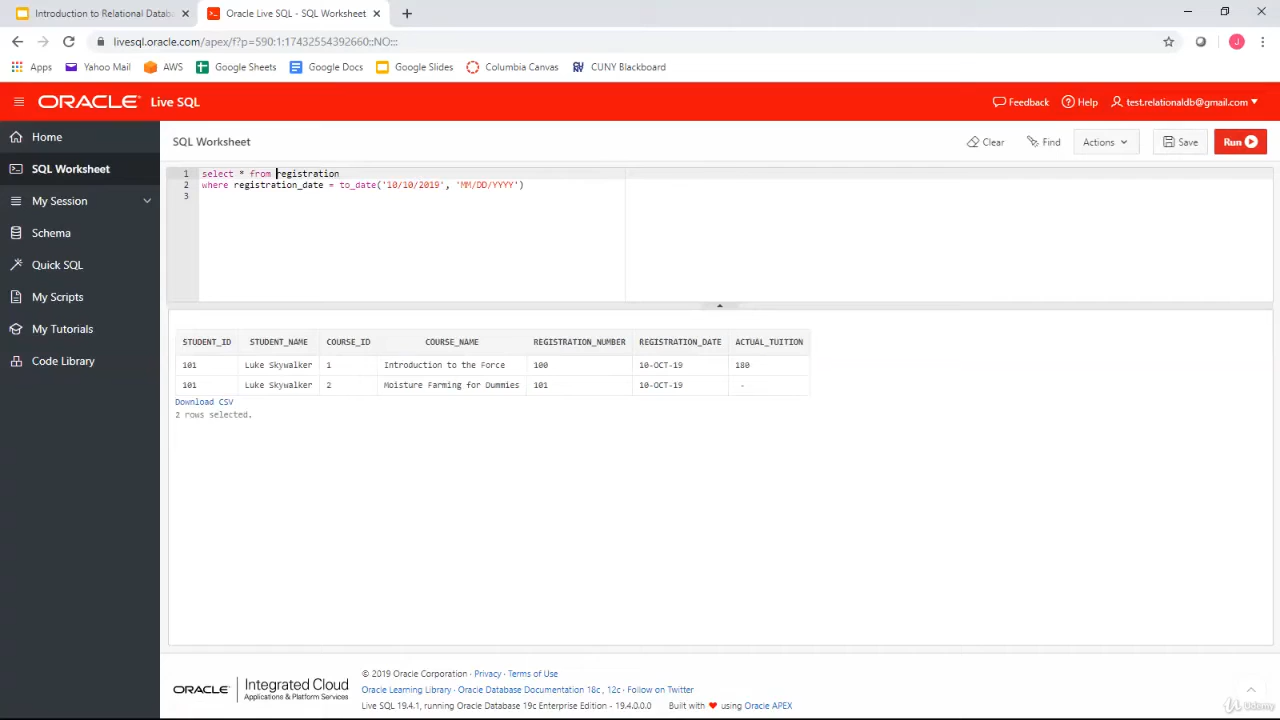 Introduction to Relational Datab
Oracle Live SQL - SQL Worksheet
livesql.oracle.com/apex/f?p=590:1:17432554392660::NO:::
J
Apps
Yahoo Mail
AWS
Google Sheets
Google Docs
Google Slides
Columbia Canvas
CUNY Blackboard
ORACLE Live SQL
Feedback
Help
test.relationaldb@gmail.com
Home
SQL Worksheet
My Session
Schema
Quick SQL
My Scripts
My Tutorials
Code Library
SQL Worksheet
Clear
Find
Actions
Save
Run
1 select * from registration
2 where registration_date = to_date('10/10/2019', 'MM/DD/YYYY')
3
STUDENT_ID STUDENT_NAME COURSE_ID COURSE_NAME REGISTRATION_NUMBER REGISTRATION_DATE ACTUAL_TUITION
101 Luke Skywalker 1 Introduction to the Force 100 10-OCT-19 180
101 Luke Skywalker 2 Moisture Farming for Dummies 101 10-OCT-19 -
Download CSV
2 rows selected.
ORACLE
Integrated Cloud
Applications & Platform Services
© 2019 Oracle Corporation · Privacy · Terms of Use
Oracle Learning Library · Oracle Database Documentation 18c, 12c · Follow on Twitter
Live SQL 19.4.1, running Oracle Database 19c Enterprise Edition - 19.4.0.0.0 Built with ❤ using Oracle APEX
Udemy